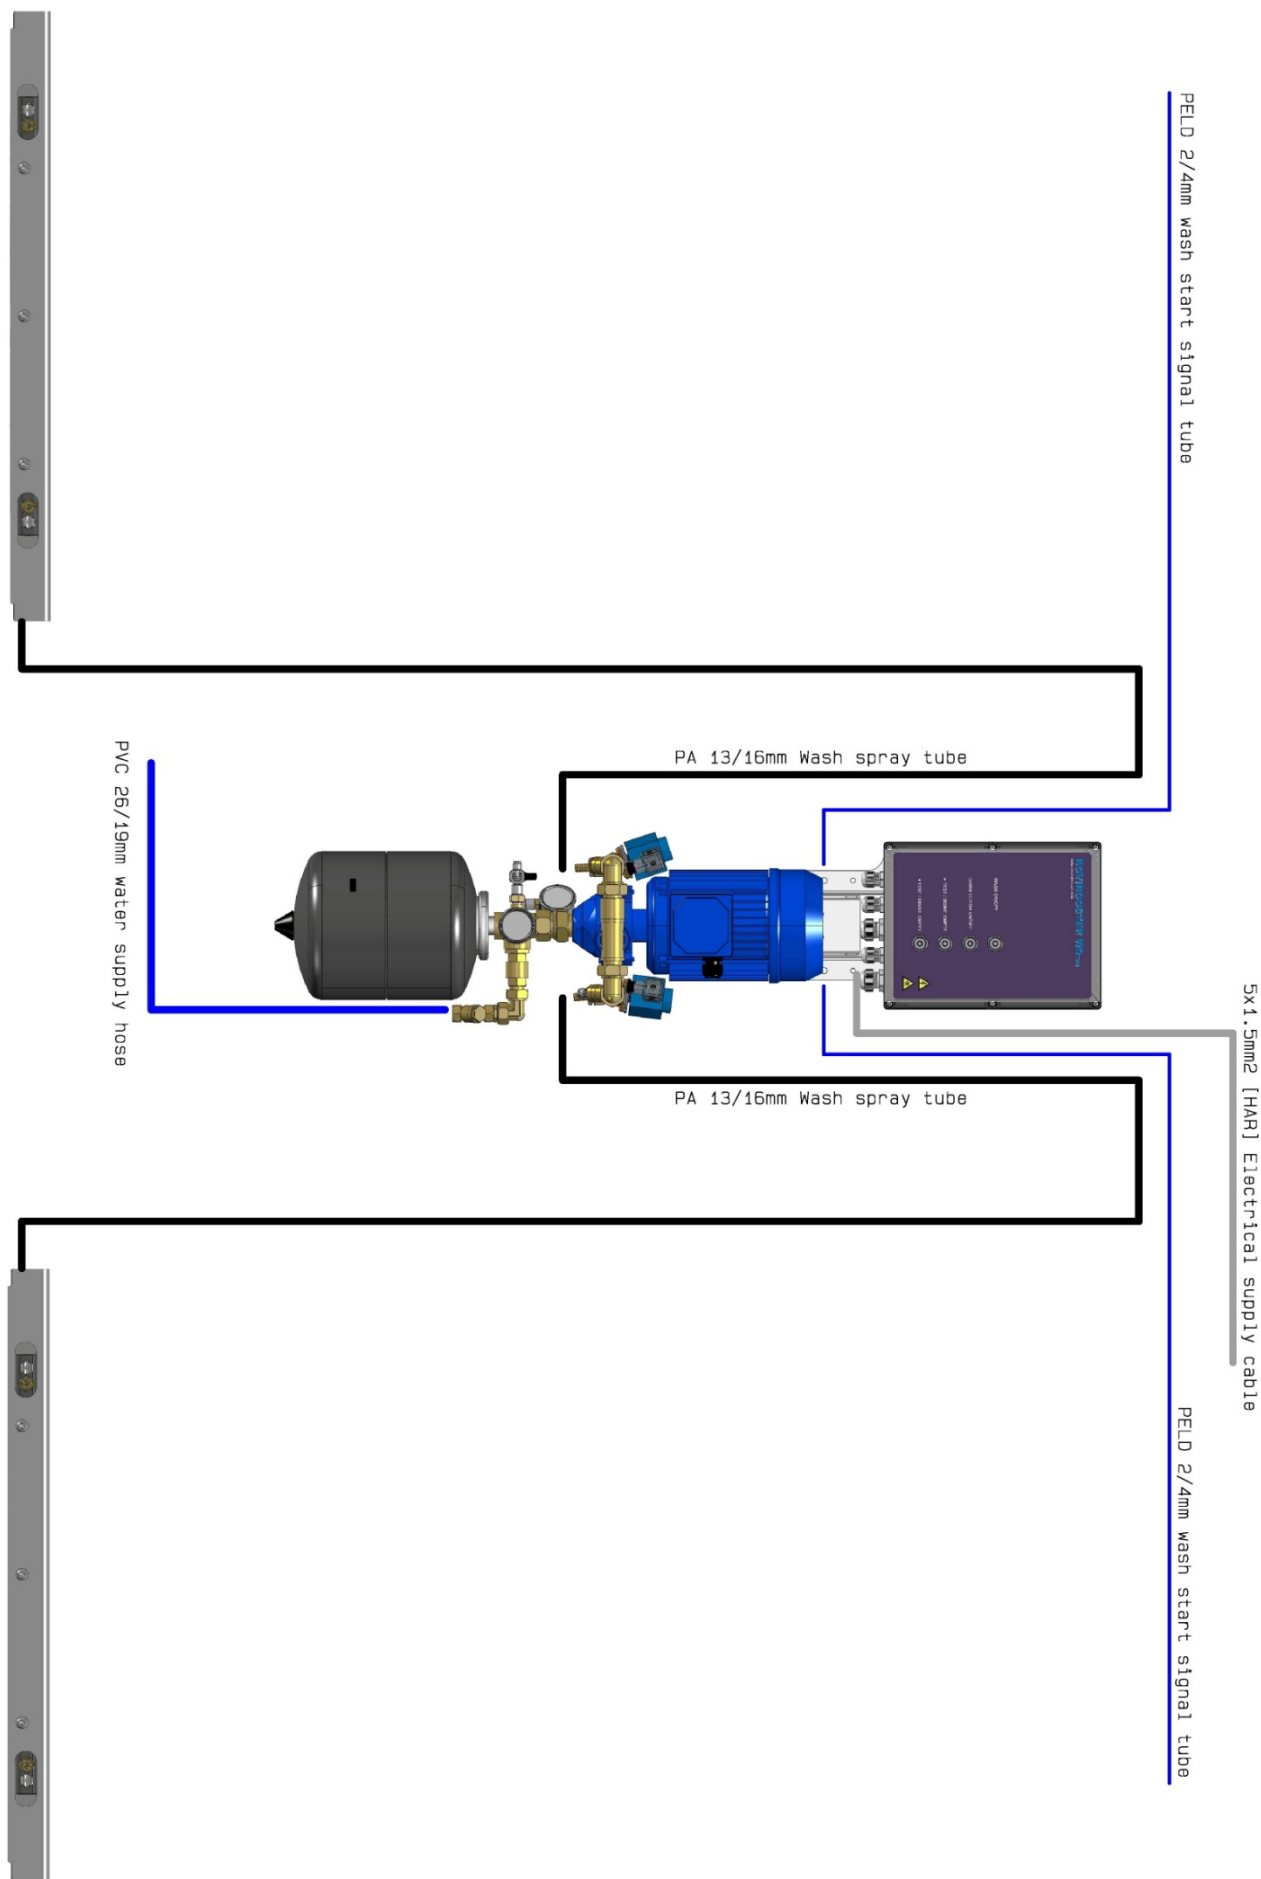 PELD 2/4mm wash start signal tube
PA 13/16mm Wash spray tube
PVC 26/19mm water supply hose
PA 13/16mm Wash spray tube
5x1.5mm2 [HAR] Electrical supply cable
PELD 2/4mm wash start signal tube